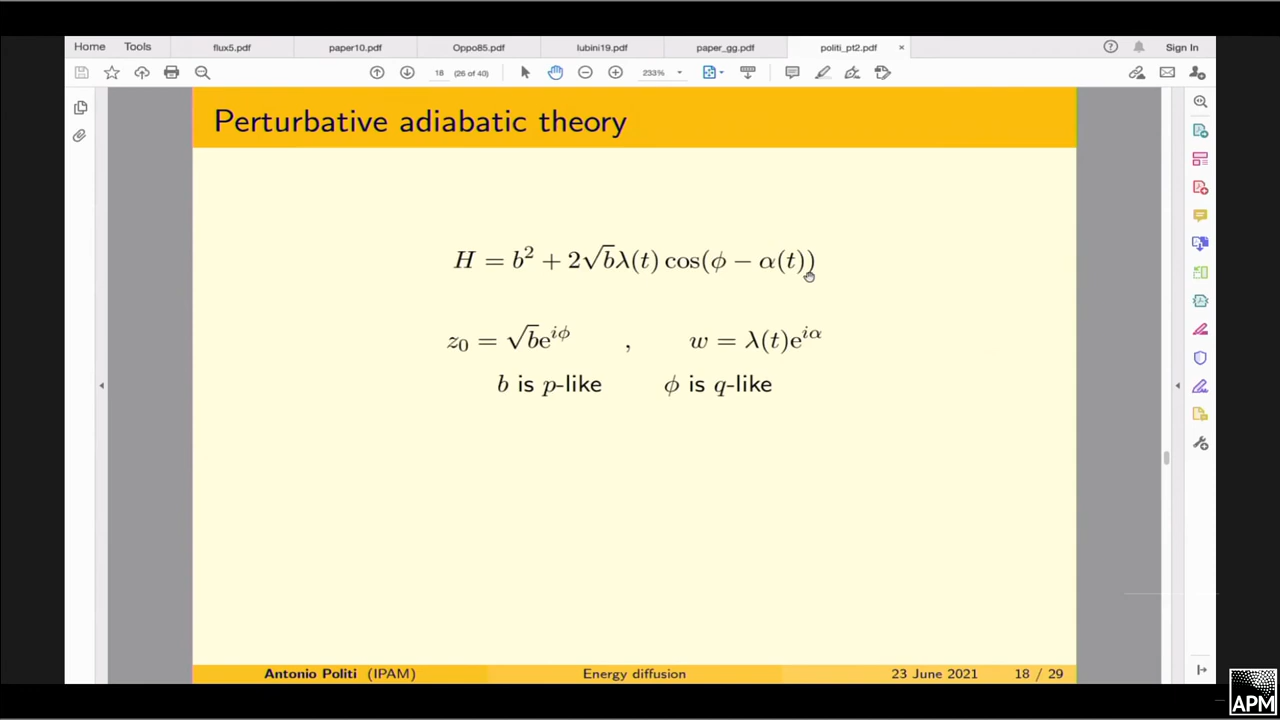 Home Tools flux5.pdf paper10.pdf Oppo85.pdf lubini19.pdf paper_gg.pdf politi_pt2.pdf × Sign In
18 (26 of 40) 233%
Perturbative adiabatic theory
H = b² + 2√bλ(t) cos(ϕ − α(t))
z₀ = √be^{iϕ} , w = λ(t)e^{iα}
b is p-like ϕ is q-like
Antonio Politi (IPAM) Energy diffusion 23 June 2021 18 / 29
APM